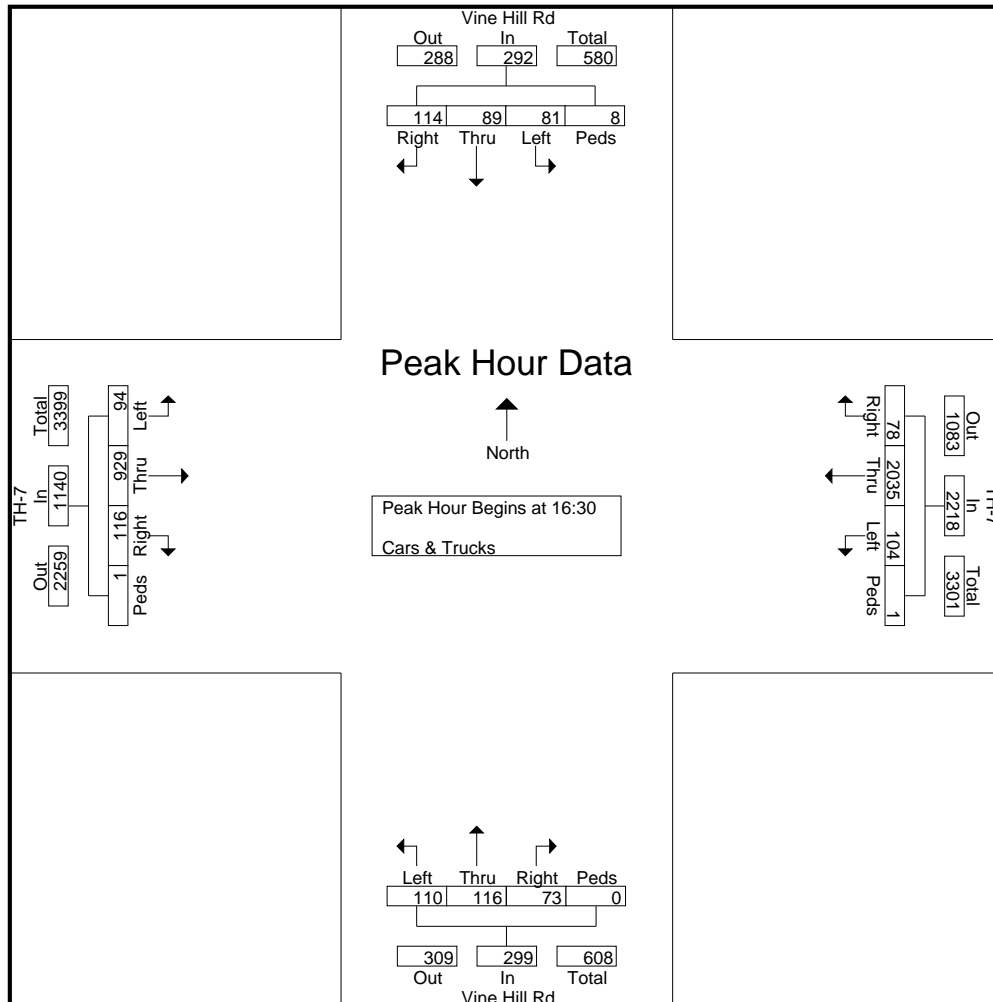 Vine Hill Rd
Out In Total
288 292 580
114 89 81 8
Right Thru Left Peds
Peak Hour Data
North
Peak Hour Begins at 16:30
Cars & Trucks
TH-7
Out In Total
2259 1140 3399
94 929 116 1
Left Thru Right Peds
TH-7
Out In Total
1083 2218 3301
Right Thru Left Peds
78 2035 104 1
Left Thru Right Peds
110 116 73 0
309 299 608
Out In Total
Vine Hill Rd